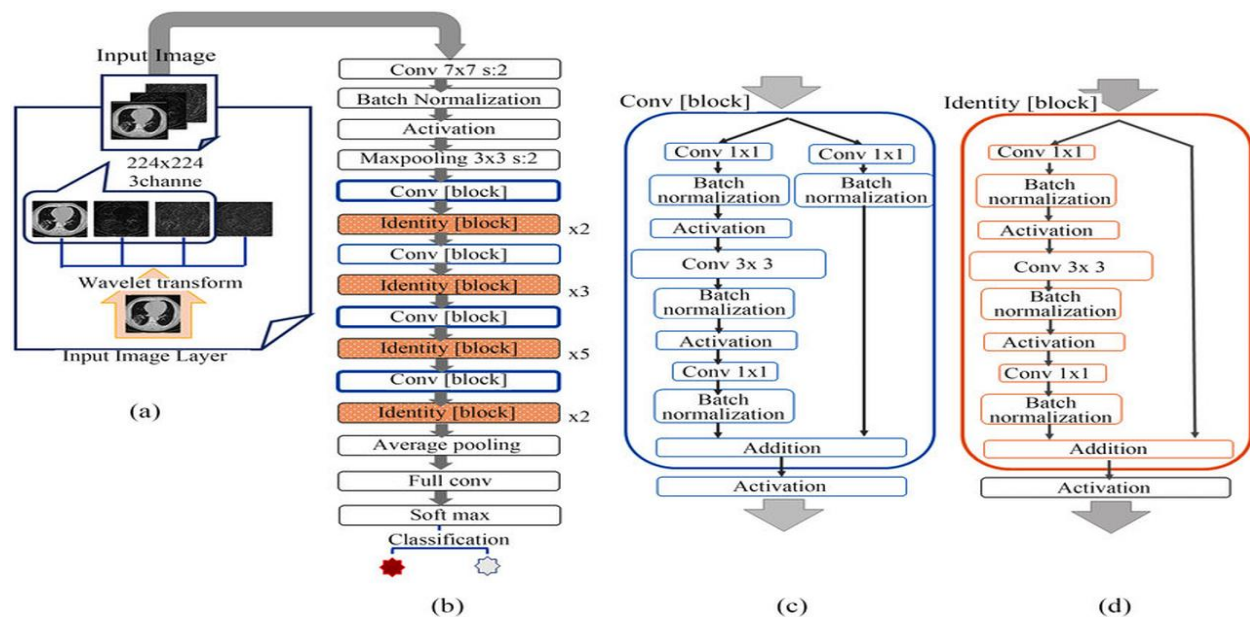 Input Image
224x224
3channe
Wavelet transform
Input Image Layer
(a)
Conv 7x7 s:2
Batch Normalization
Activation
Maxpooling 3x3 s:2
Conv [block]
Identity [block]
x2
Conv [block]
Identity [block]
x3
Conv [block]
Identity [block]
x5
Conv [block]
Identity [block]
x2
Average pooling
Full conv
Soft max
Classification
(b)
Conv [block]
Conv 1x1
Batch
normalization
Activation
Conv 3x 3
Batch
normalization
Activation
Conv 1x1
Batch
normalization
Conv 1x1
Batch
normalization
Addition
Activation
(c)
Identity [block]
Conv 1x1
Batch
normalization
Activation
Conv 3x 3
Batch
normalization
Activation
Conv 1x1
Batch
normalization
Addition
Activation
(d)